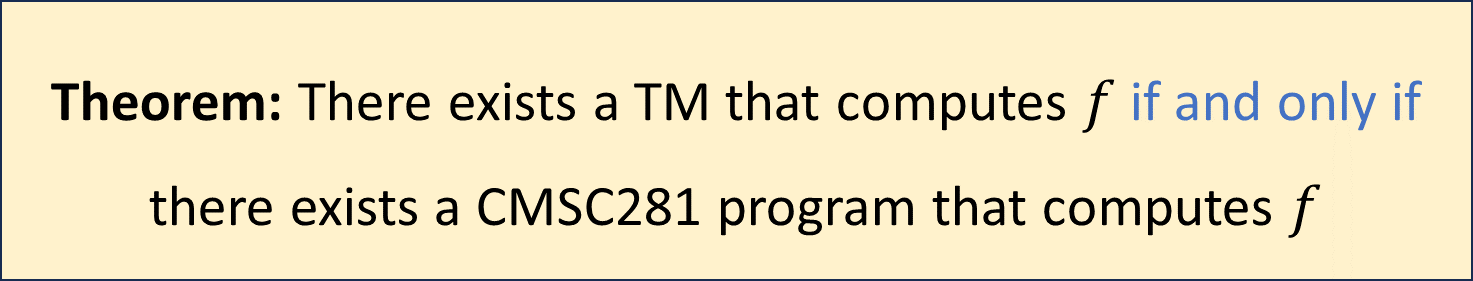 Theorem: There exists a TM that computes f if and only if
there exists a CMSC281 program that computes f